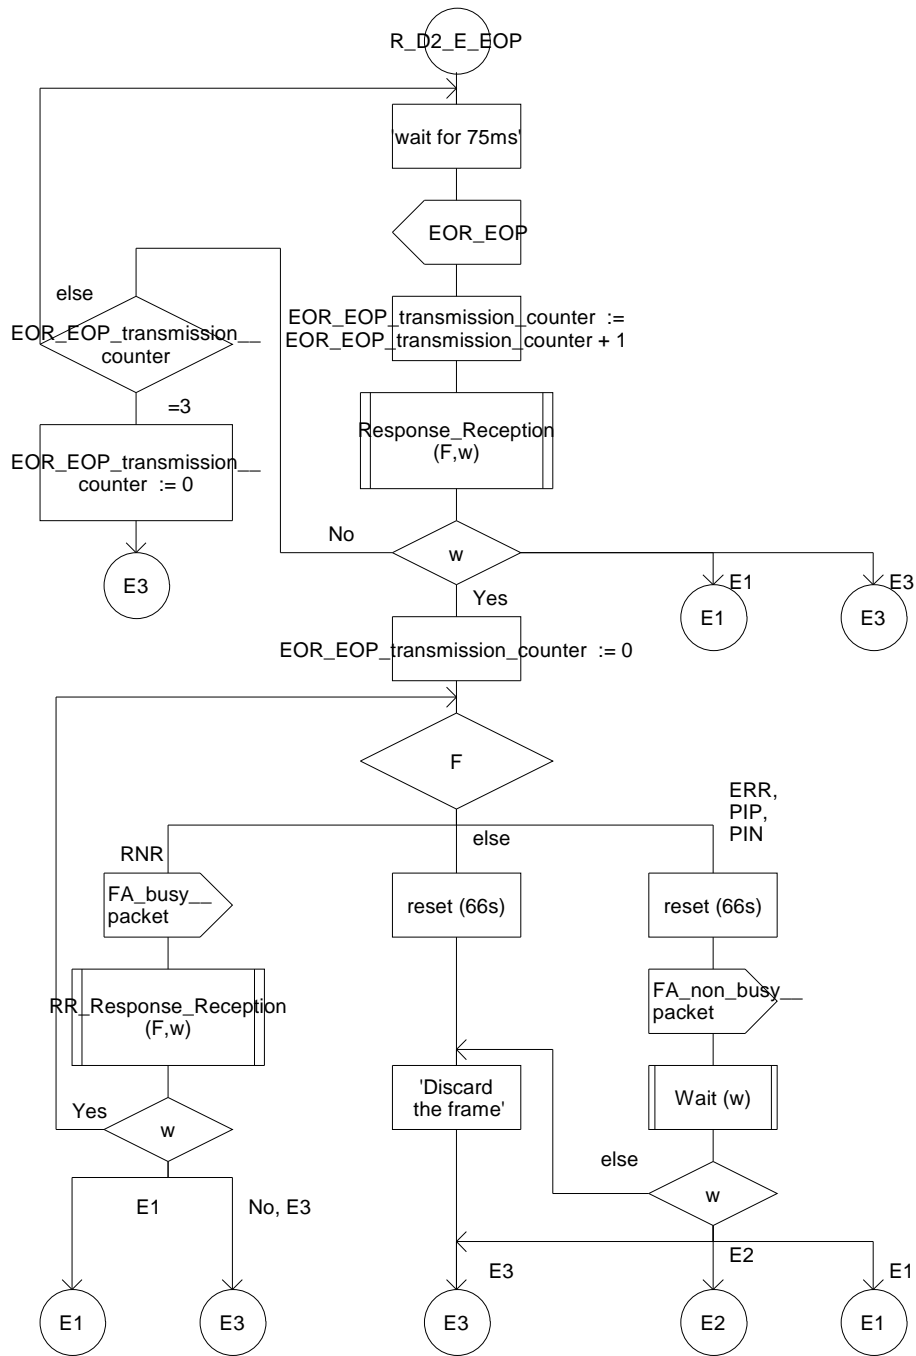 R_D2_E_EOP
'wait for 75ms'
EOR_EOP
else
EOR_EOP_transmission__
counter
EOR_EOP_transmission_counter :=
EOR_EOP_transmission_counter + 1
=3
EOR_EOP_transmission__
counter := 0
Response_Reception
(F,w)
No
w
E3
E1
E3
Yes
E1
E3
EOR_EOP_transmission_counter := 0
F
ERR,
PIP,
PIN
else
RNR
FA_busy__
packet
reset (66s)
reset (66s)
RR_Response_Reception
(F,w)
FA_non_busy__
packet
'Discard
the frame'
Wait (w)
Yes
w
else
w
E1
No, E3
E3
E2
E1
E1
E3
E3
E2
E1